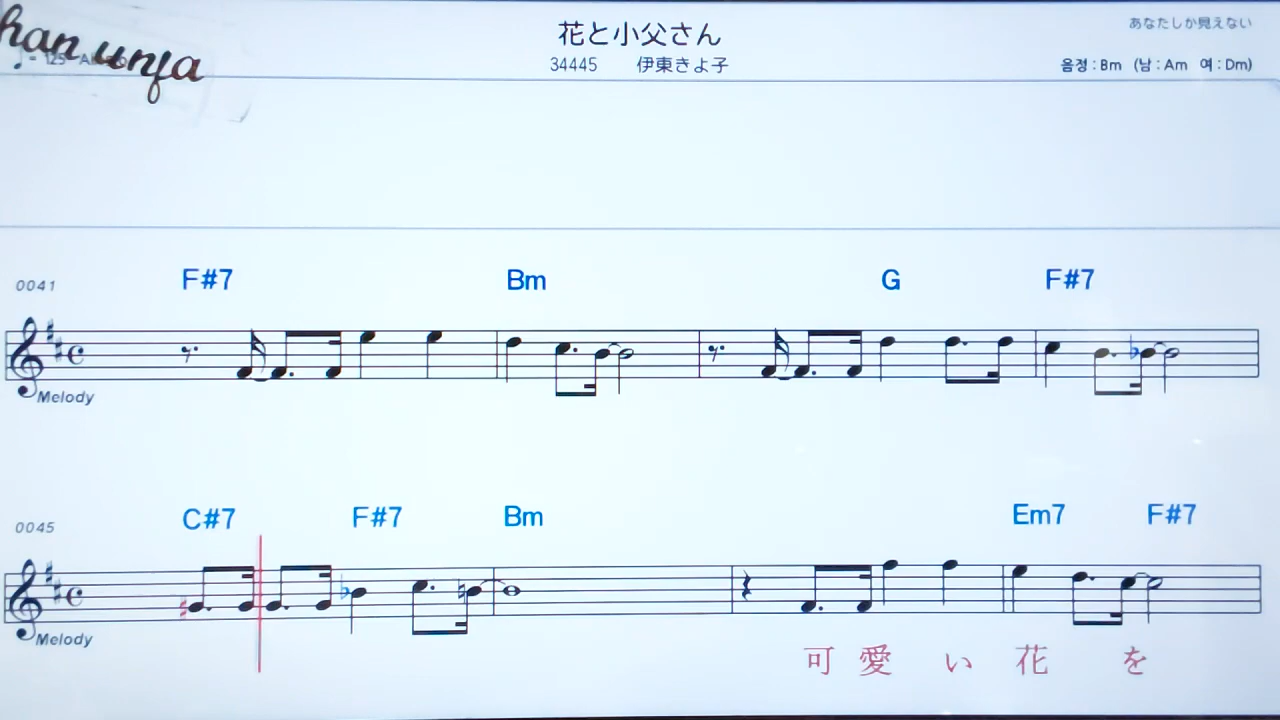 han unja
花と小父さん
あなたしか見えない
34445 伊東きよ子
음정 : Bm (남 : Am 여 : Dm)
0041 F#7 Bm G F#7
Melody
0045 C#7 F#7 Bm Em7 F#7
Melody
可愛い花を